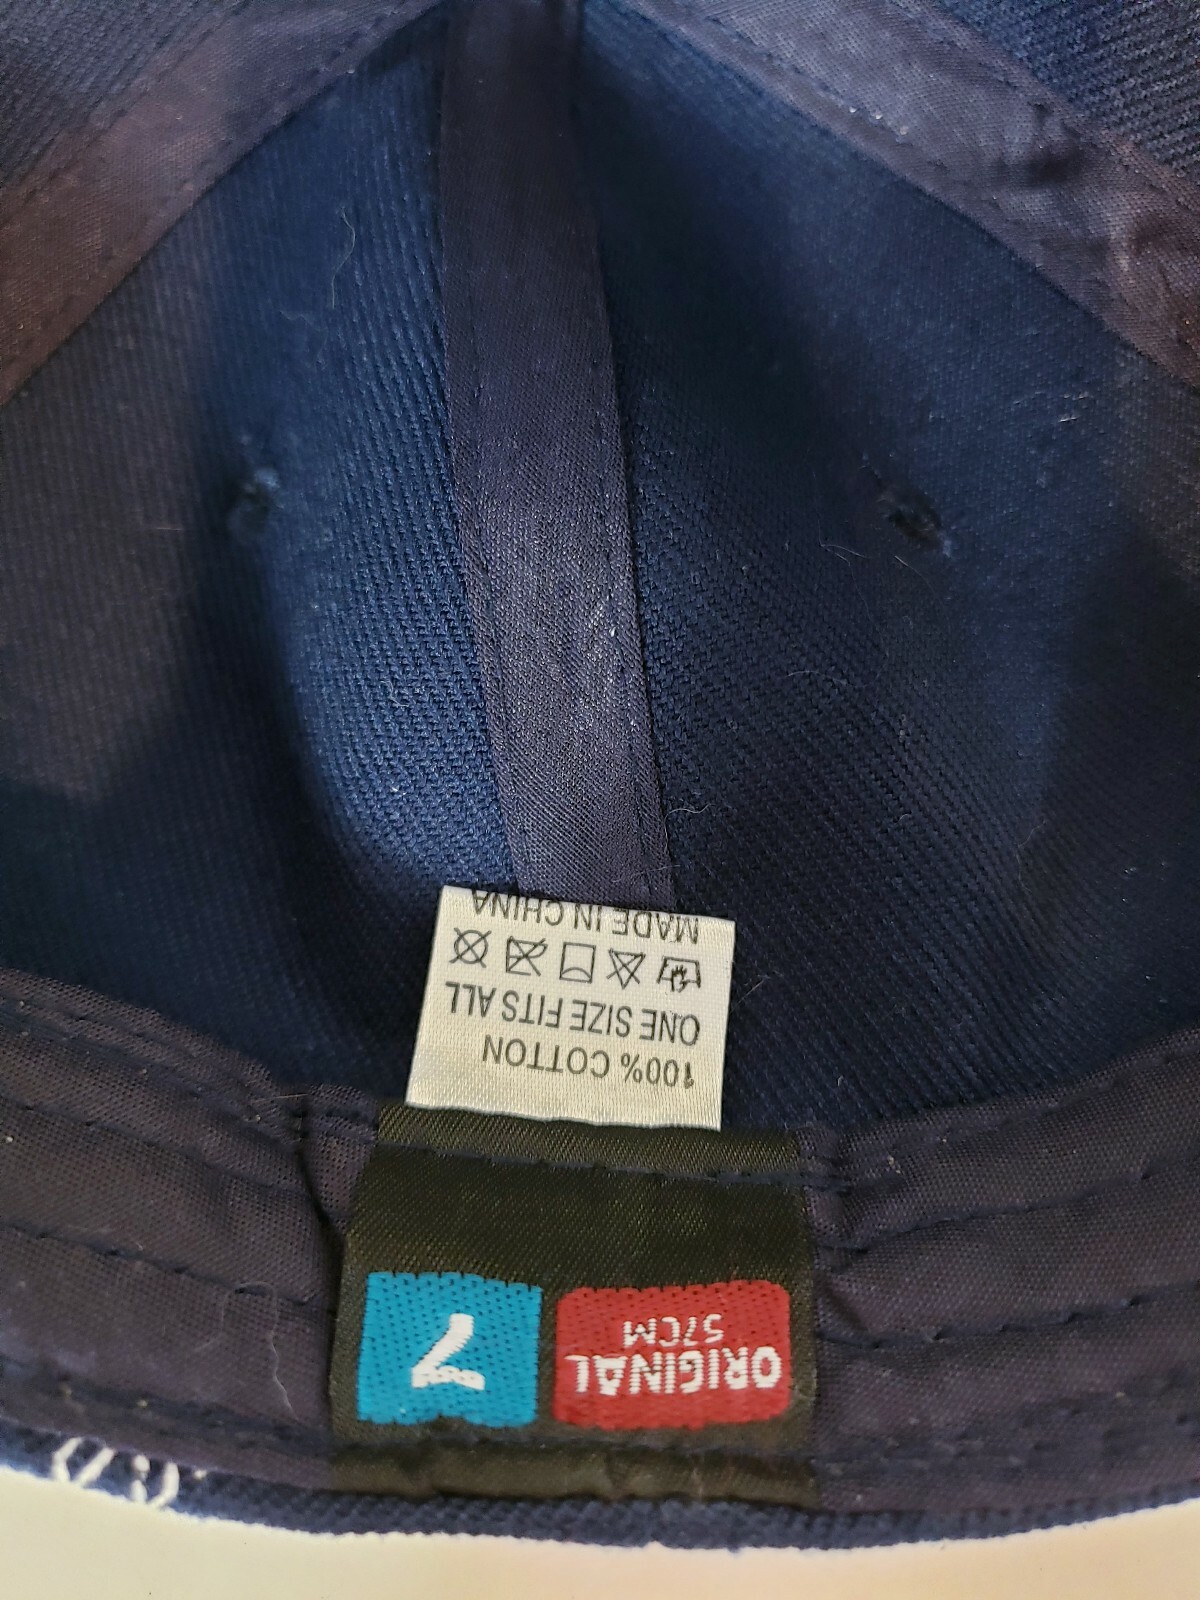 100% COTTON
ONE SIZE FITS ALL
MADE IN CHINA
ORIGINAL
57CM
7